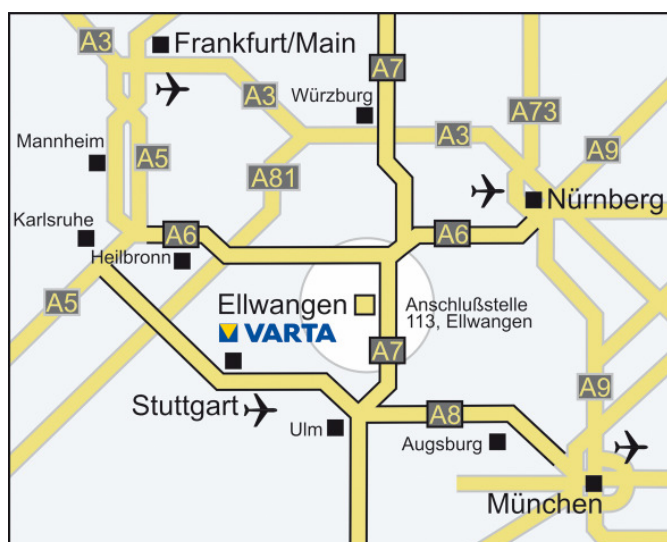 A3
Frankfurt/Main
A7
A3
Würzburg
A73
A3
A9
Mannheim
A5
A81
Nürnberg
Karlsruhe
A6
A6
Heilbronn
A5
Ellwangen
Anschlußstelle
113, Ellwangen
VARTA
A7
A9
Stuttgart
A8
Ulm
Augsburg
München